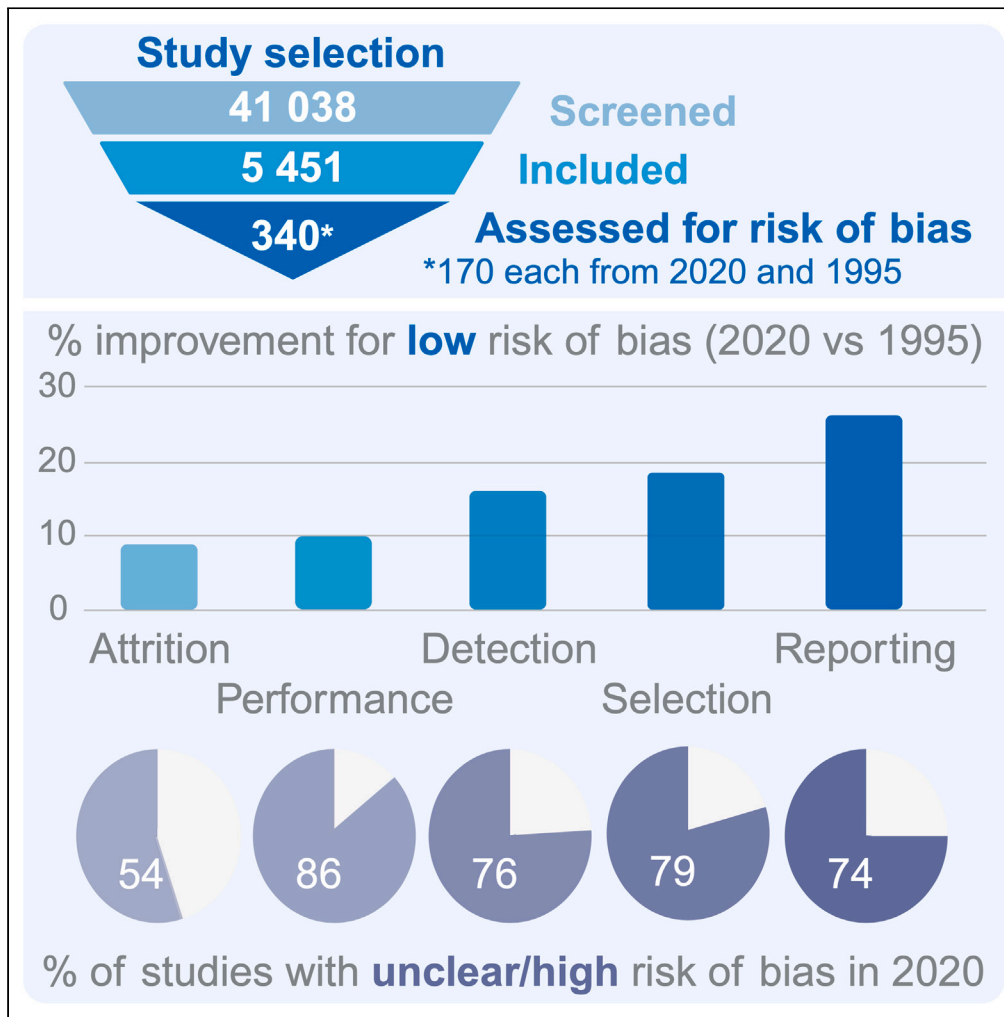 Study selection
41 038
Screened
5 451
Included
340*
Assessed for risk of bias
*170 each from 2020 and 1995
% improvement for low risk of bias (2020 vs 1995)
30
20
10
0
Attrition
Detection
Reporting
Performance
Selection
54
86
76
79
74
% of studies with unclear/high risk of bias in 2020